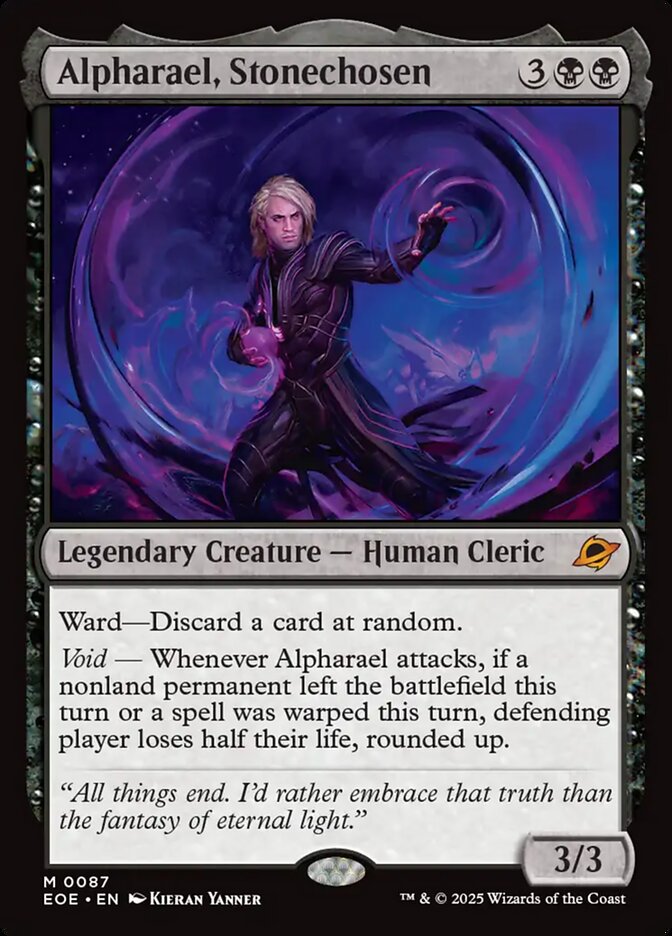 Alpharael, Stonechosen 3
Legendary Creature — Human Cleric
Ward—Discard a card at random.
Void — Whenever Alpharael attacks, if a
nonland permanent left the battlefield this
turn or a spell was warped this turn, defending
player loses half their life, rounded up.
“All things end. I’d rather embrace that truth than
the fantasy of eternal light.”
3/3
M 0087
EOE • EN Kieran Yanner
™ & © 2025 Wizards of the Coast